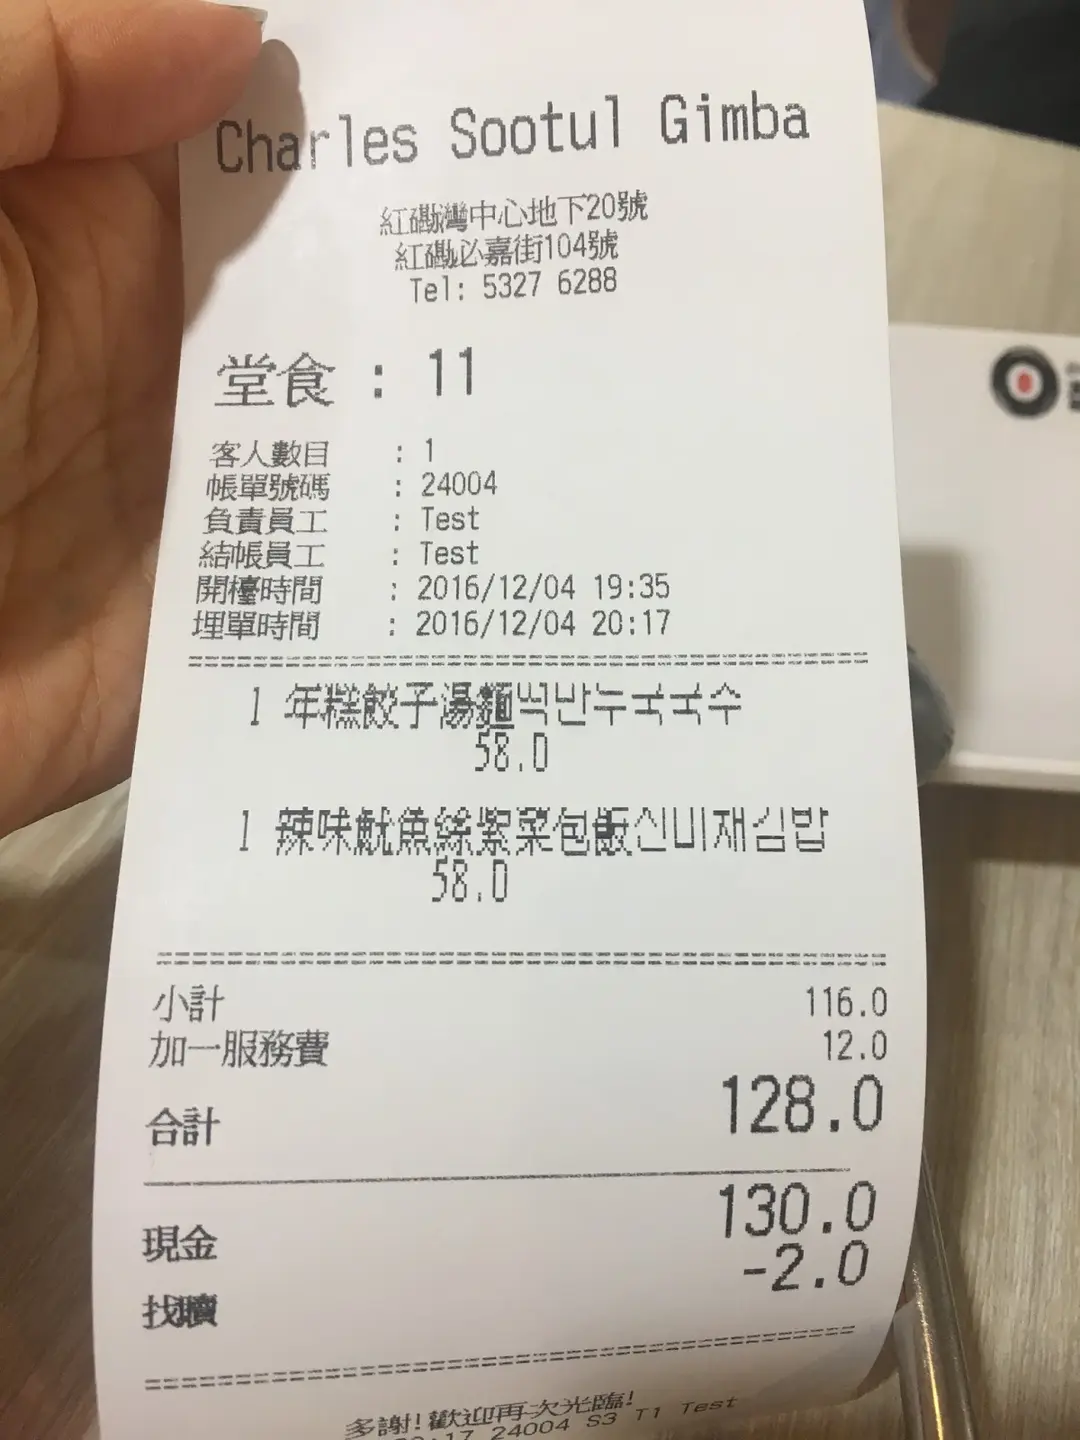 Charles Sootul Gimba
紅磡灣中心地下20號
紅磡必嘉街104號
Tel: 5327 6288
堂食 : 11
客人數目 : 1
帳單號碼 : 24004
負責員工 : Test
結帳員工 : Test
開檯時間 : 2016/12/04 19:35
埋單時間 : 2016/12/04 20:17
1 年糕餃子湯麵떡만두국국수
58.0
1 辣味魷魚絲紫菜包飯신미채김밥
58.0
小計 116.0
加一服務費 12.0
合計 128.0
現金 130.0
找贖 -2.0
多謝!歡迎再次光臨!
:17 24004 S3 T1 Test